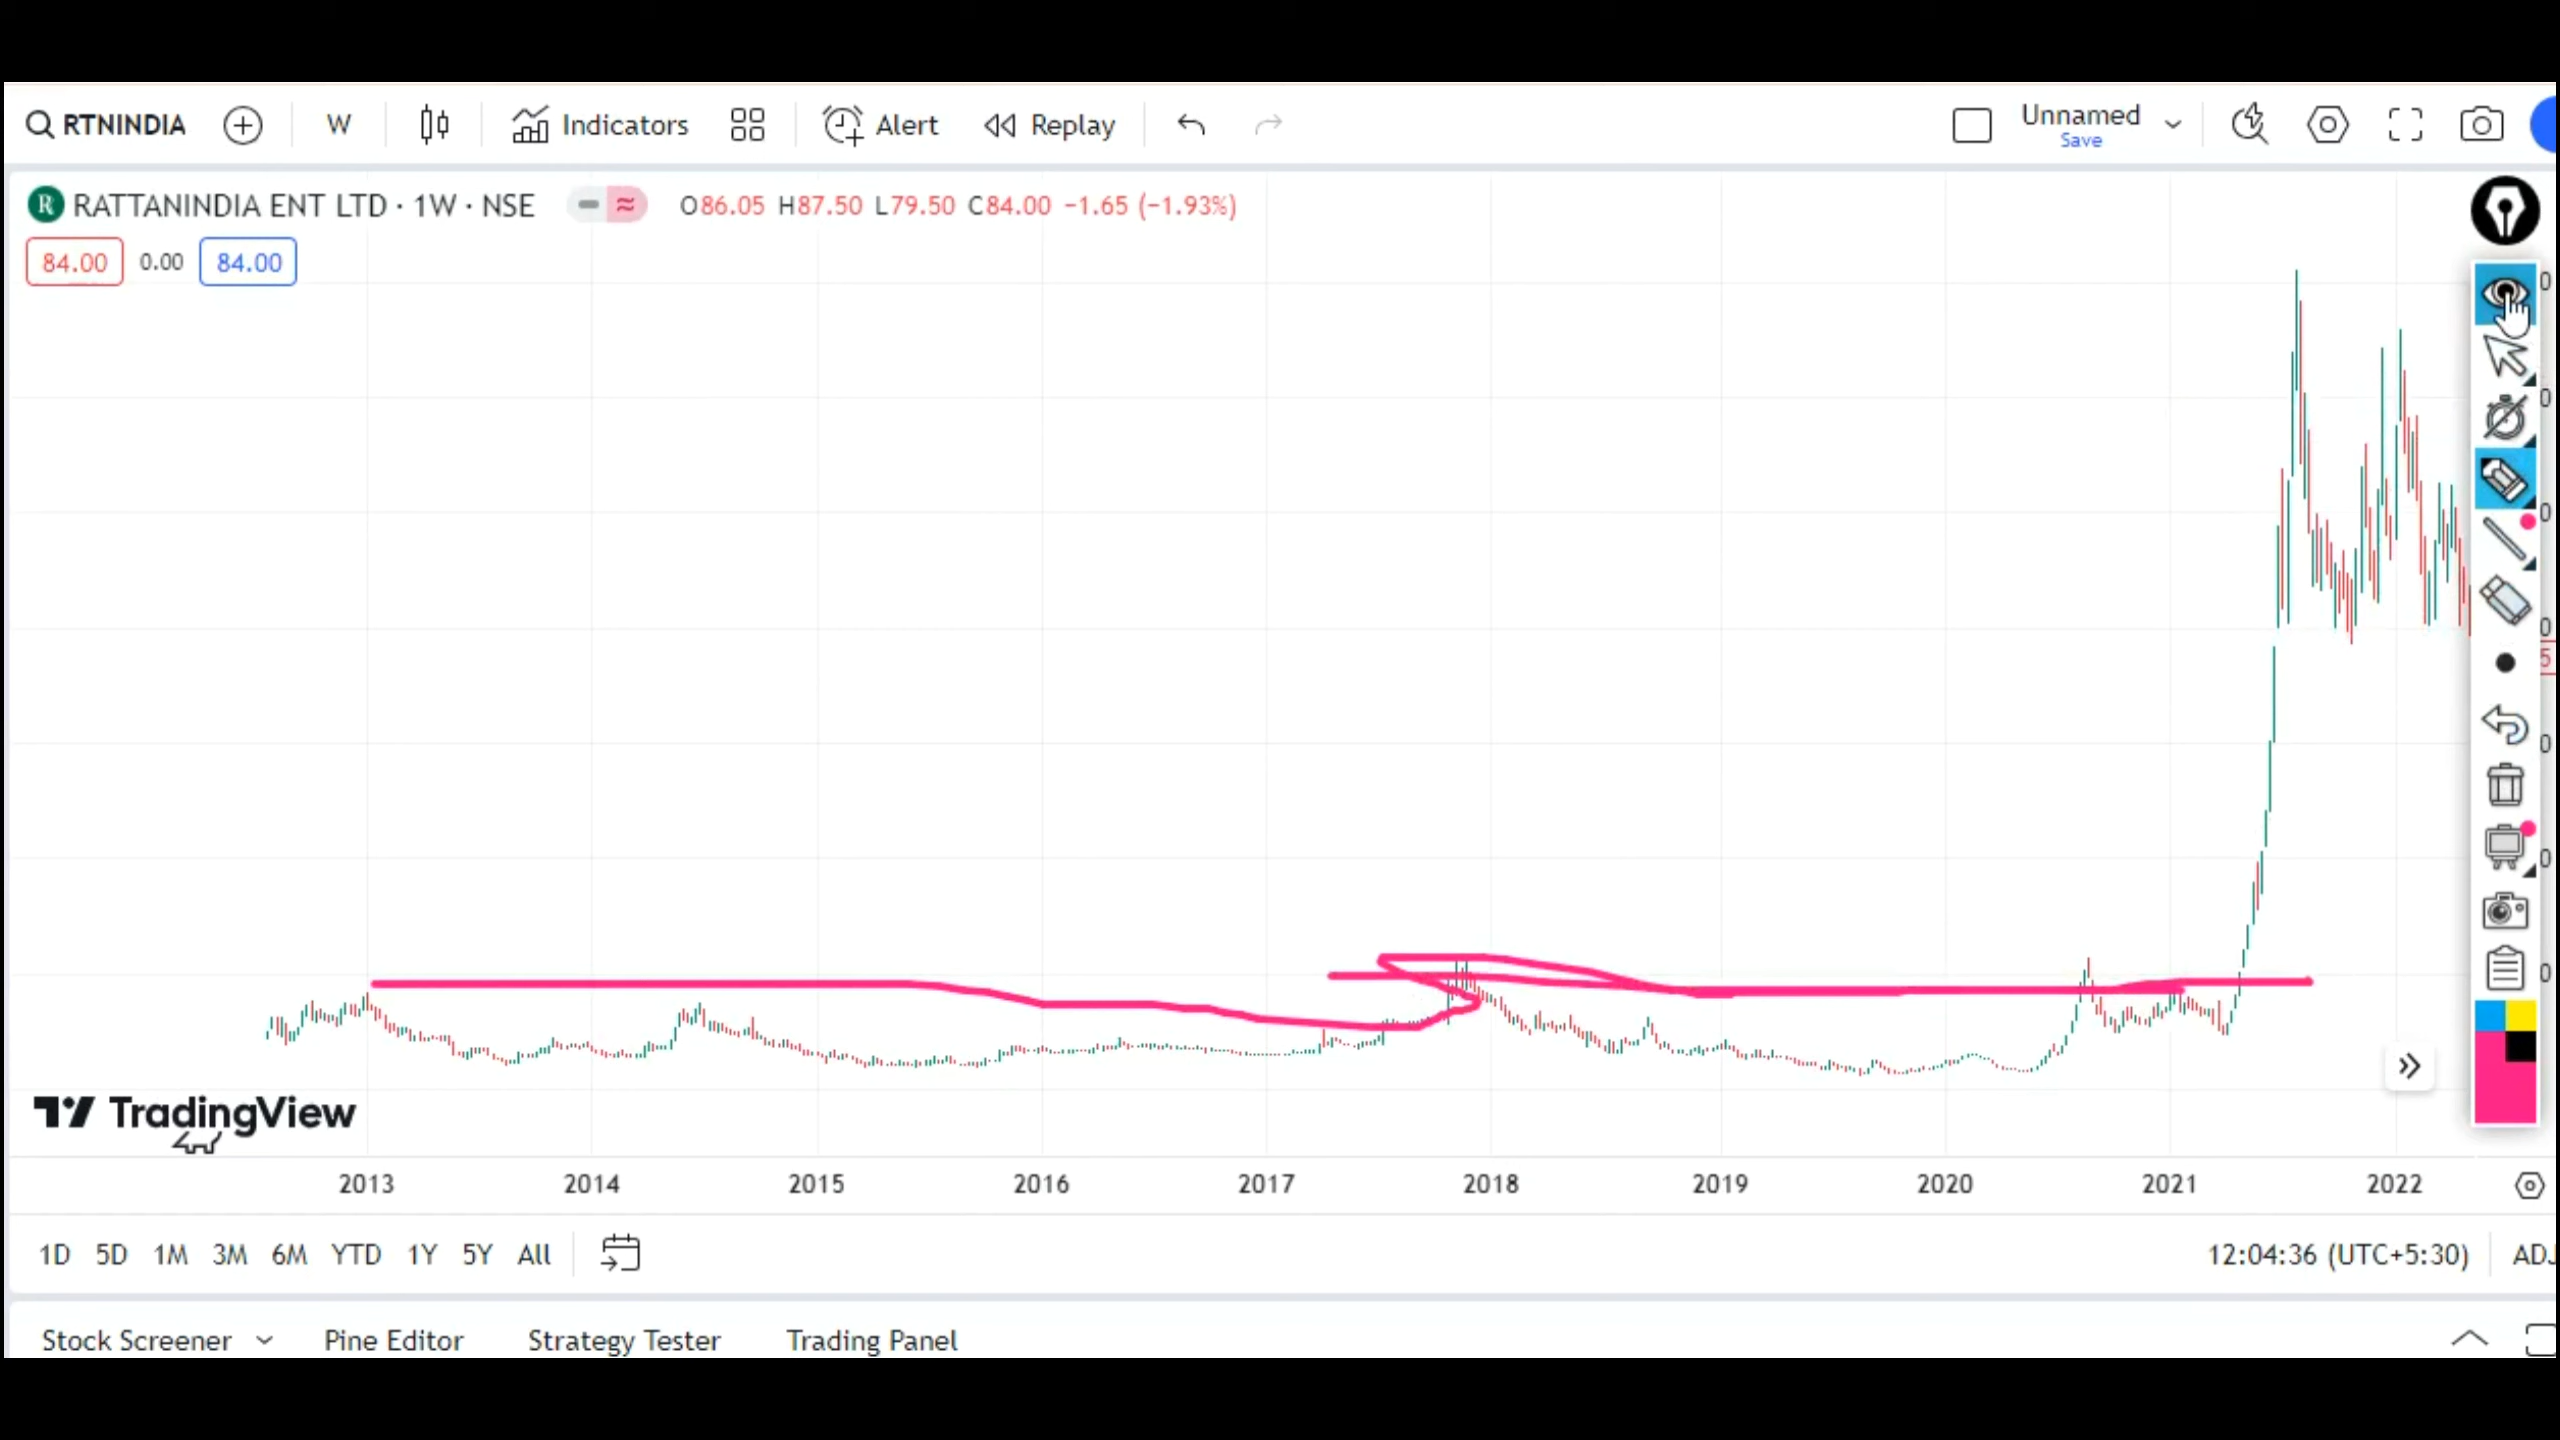 RTNINDIA W Indicators Alert Replay Unnamed
Save
R RATTANINDIA ENT LTD · 1W · NSE O86.05 H87.50 L79.50 C84.00 −1.65 (−1.93%)
84.00 0.00 84.00
TradingView
2013 2014 2015 2016 2017 2018 2019 2020 2021 2022
1D 5D 1M 3M 6M YTD 1Y 5Y All 12:04:36 (UTC+5:30) ADJ
Stock Screener Pine Editor Strategy Tester Trading Panel